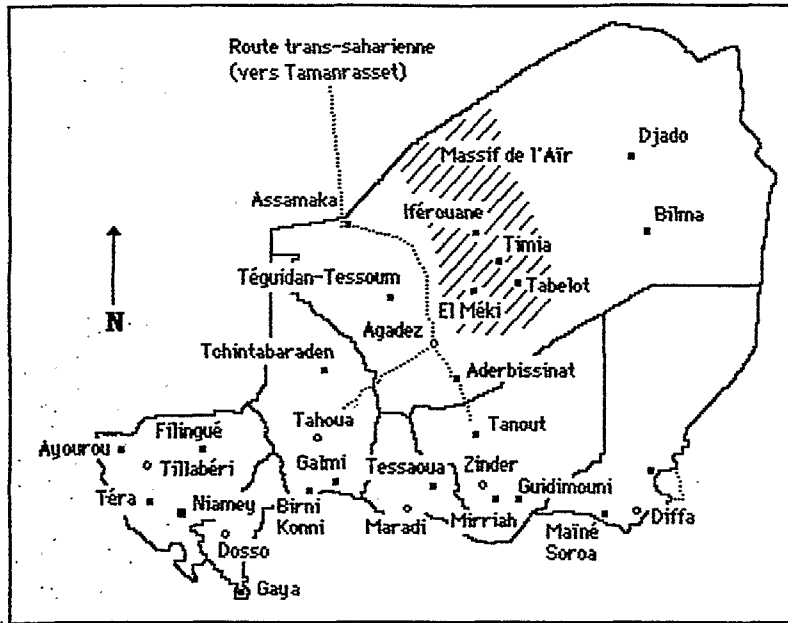 Route trans-saharienne
(vers Tamanrasset)
Djado
Massif de l'Aïr
Assamaka
Iférouane
Bilma
Timia
Téguidan-Tessoum
Tabelot
El Méki
N
Agadez
Tchintabaraden
Aderbissinat
Tahoua
Tanout
Filingué
Ayourou
Tillabéri
Galmi
Tessaoua
Zinder
Guidimouni
Téra
Niamey
Birni
Konni
Maradi
Mirriah
Maïné
Soroa
Diffa
Dosso
Gaya